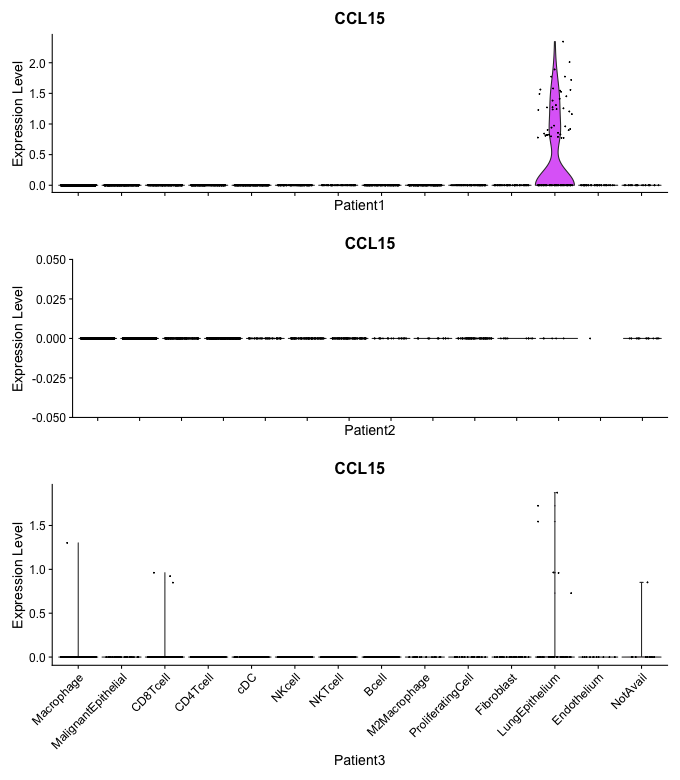 CCL15
Expression Level
2.0
1.5
1.0
0.5
0.0
Patient1
CCL15
Expression Level
0.050
0.025
0.000
-0.025
-0.050
Patient2
CCL15
Expression Level
1.5
1.0
0.5
0.0
Macrophage
MalignantEpithelial
CD8Tcell
CD4Tcell
cDC
NKcell
NKTcell
Bcell
M2Macrophage
ProliferatingCell
Fibroblast
LungEpithelium
Endothelium
NotAvail
Patient3